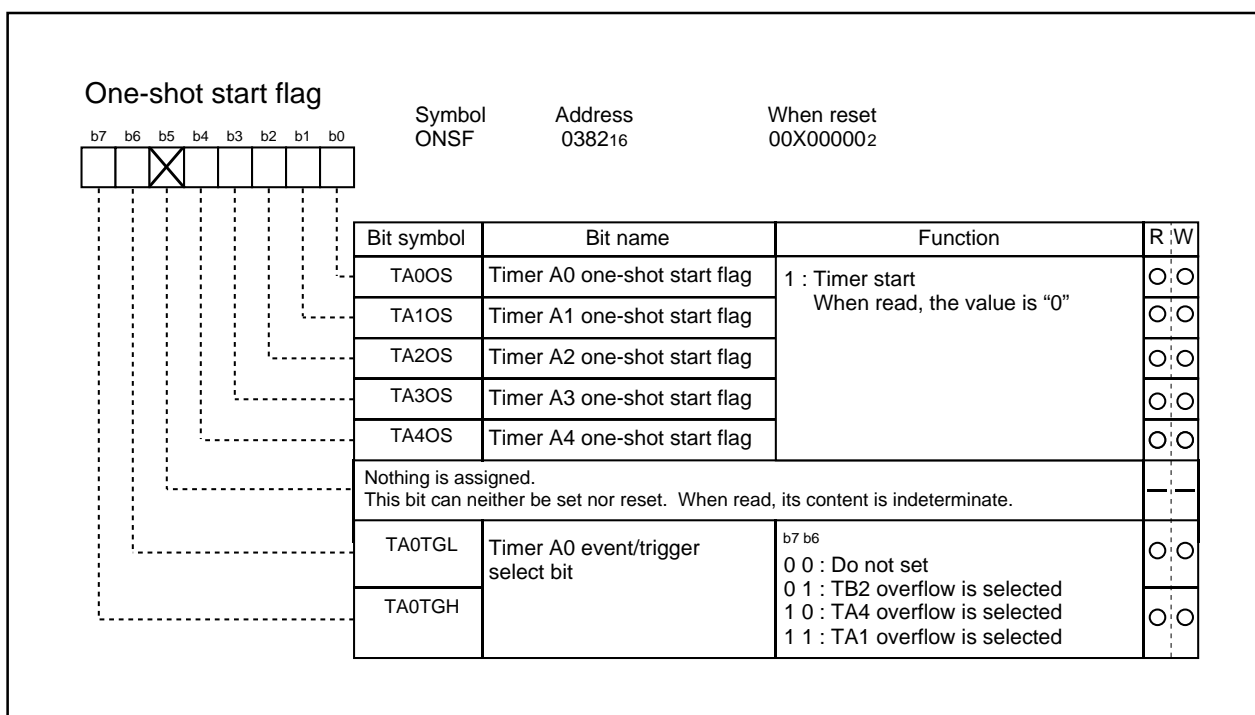 One-shot start flag
Symbol Address When reset
ONSF 038216 00X000002
b7 b6 b5 b4 b3 b2 b1 b0
Bit symbol Bit name Function R W
TA0OS Timer A0 one-shot start flag 1 : Timer start
When read, the value is “0”
TA1OS Timer A1 one-shot start flag
TA2OS Timer A2 one-shot start flag
TA3OS Timer A3 one-shot start flag
TA4OS Timer A4 one-shot start flag
Nothing is assigned.
This bit can neither be set nor reset. When read, its content is indeterminate.
TA0TGL Timer A0 event/trigger
select bit
TA0TGH
b7 b6
0 0 : Do not set
0 1 : TB2 overflow is selected
1 0 : TA4 overflow is selected
1 1 : TA1 overflow is selected